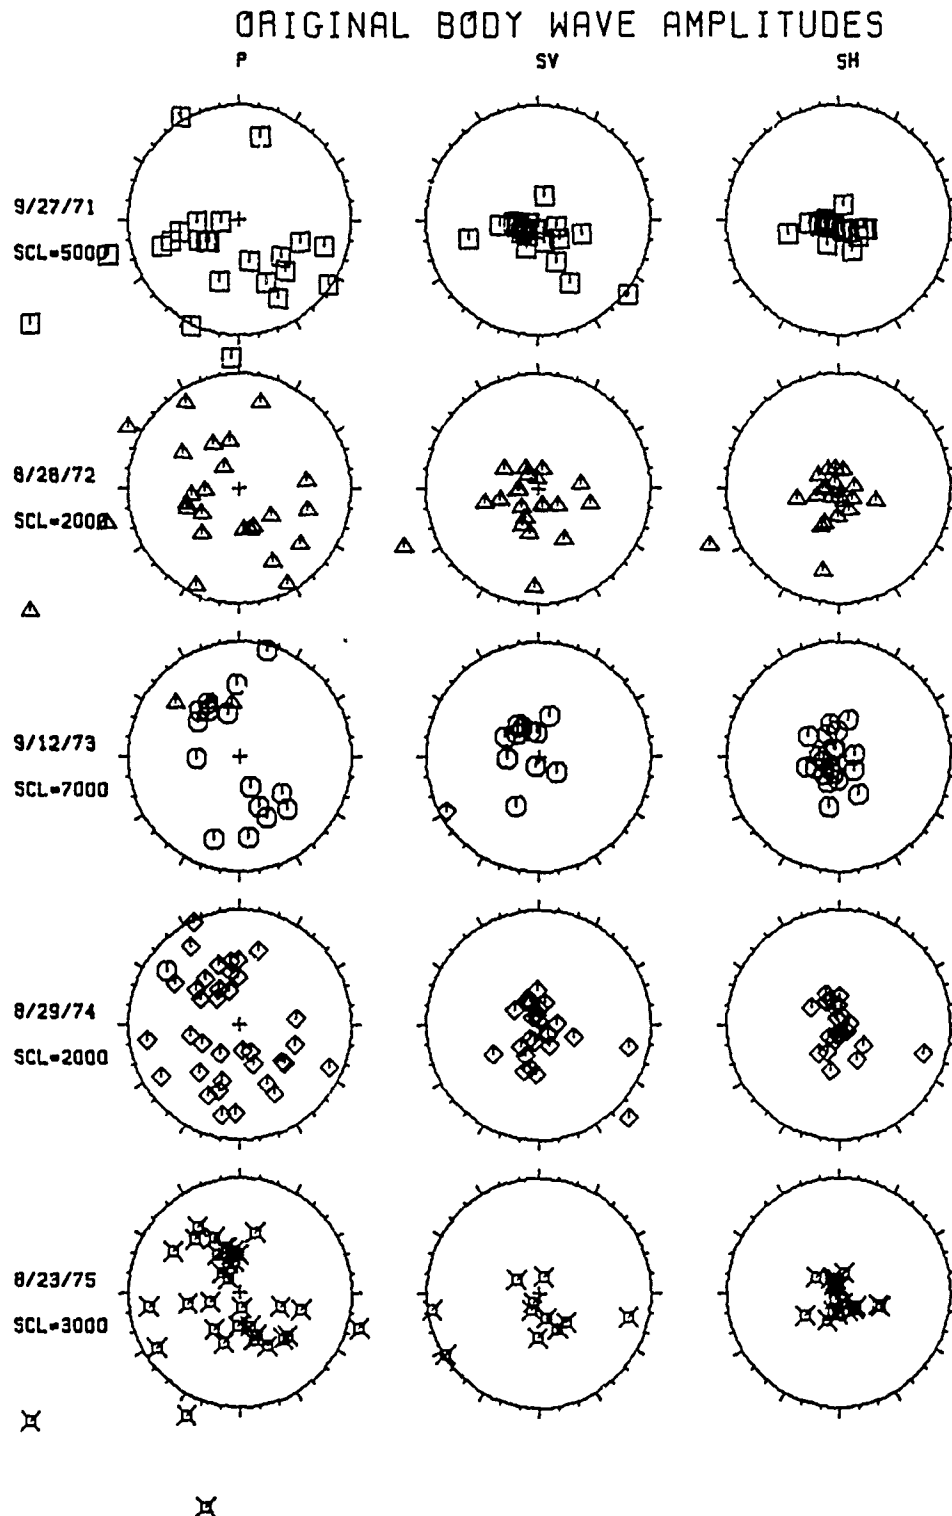 ORIGINAL BODY WAVE AMPLITUDES
P SV SH
9/27/71
SCL=5000
8/28/72
SCL=2000
9/12/73
SCL=7000
8/29/74
SCL=2000
8/23/75
SCL=3000